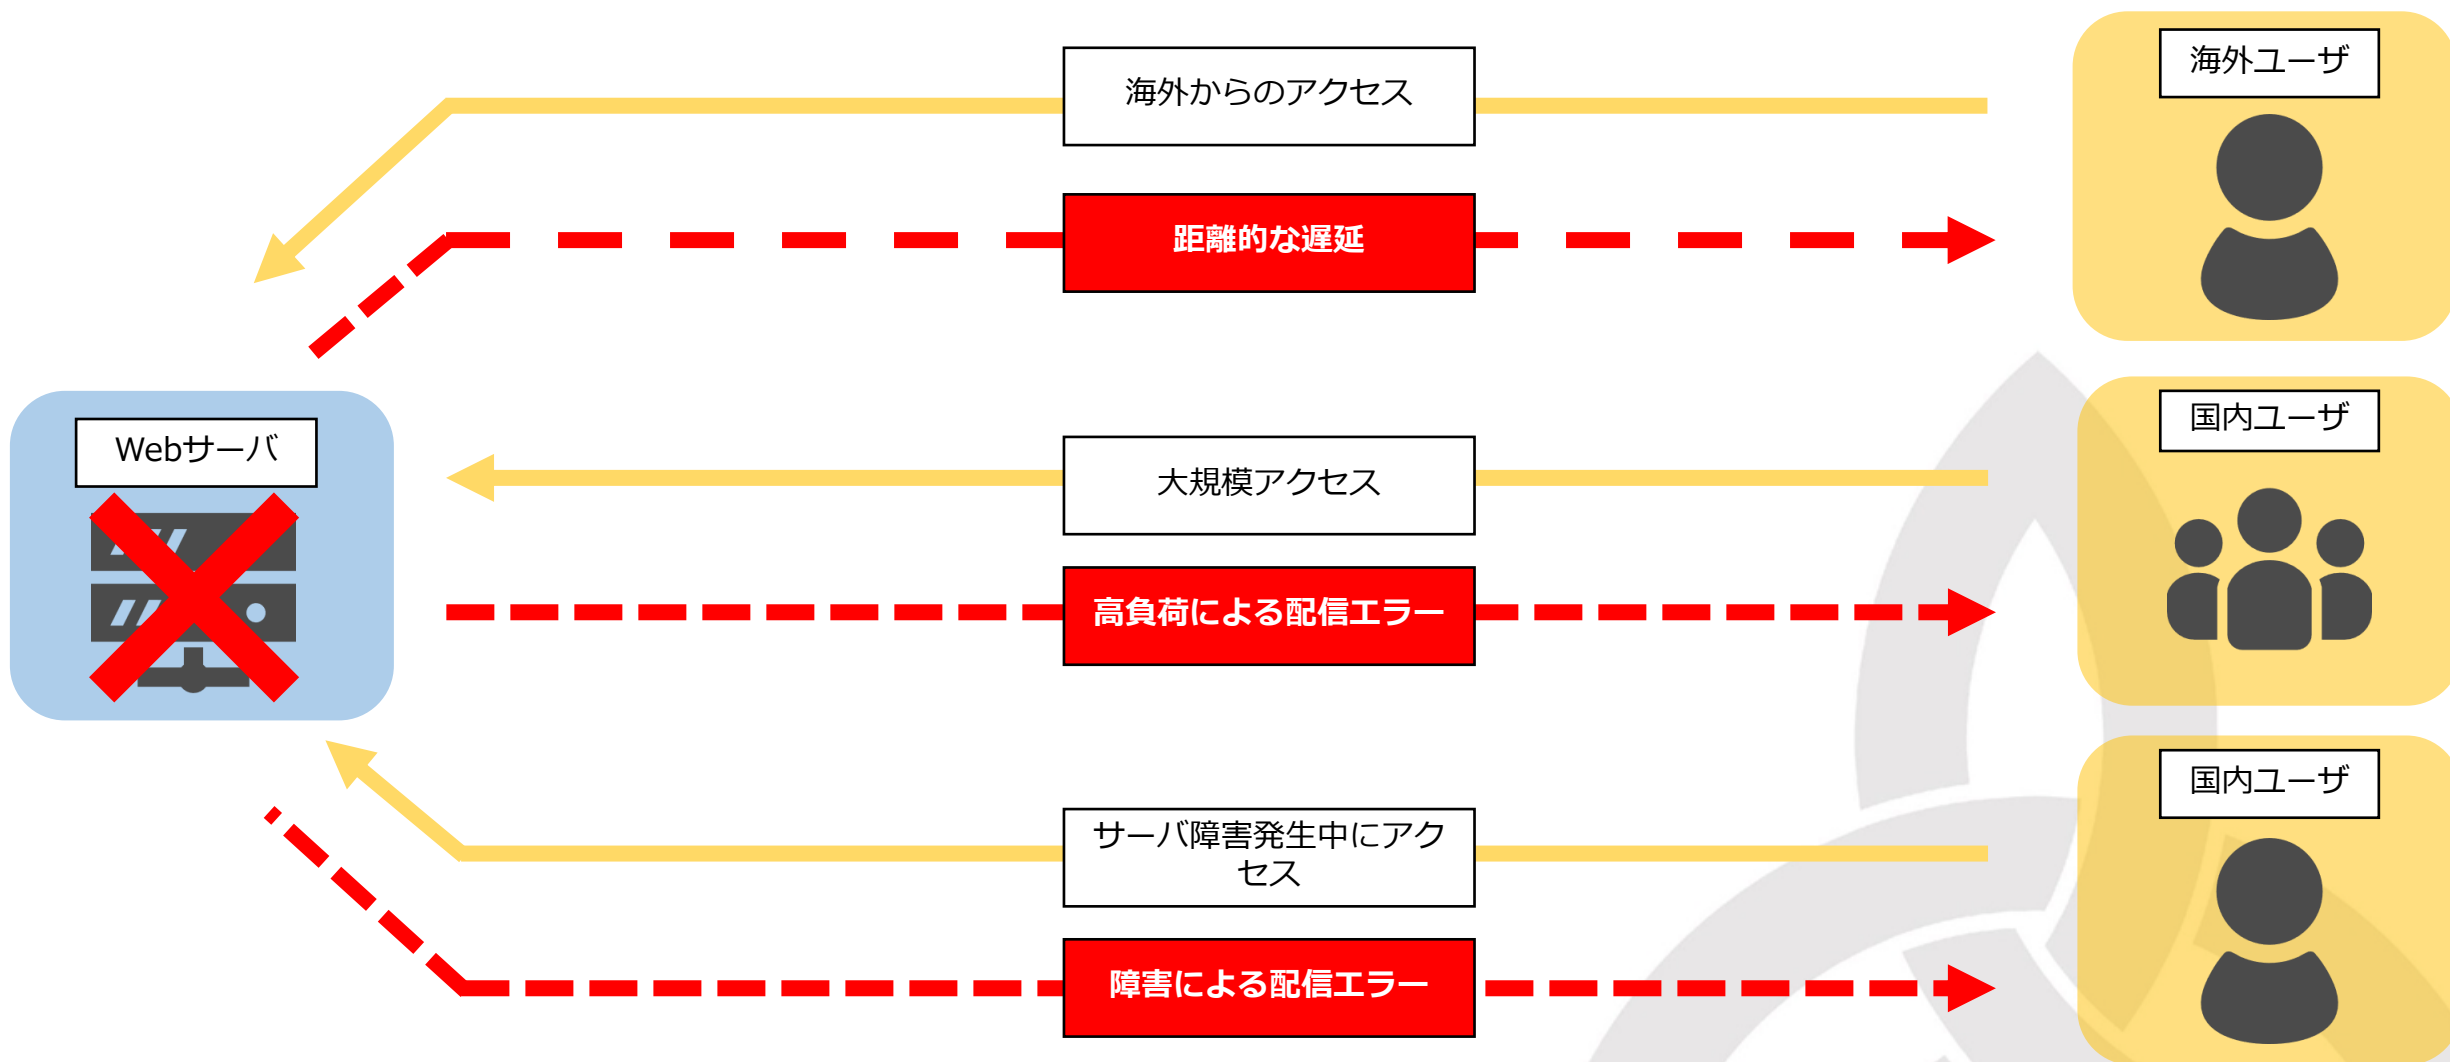 海外からのアクセス
海外ユーザ
距離的な遅延
Webサーバ
大規模アクセス
国内ユーザ
高負荷による配信エラー
サーバ障害発生中にアク
セス
国内ユーザ
障害による配信エラー